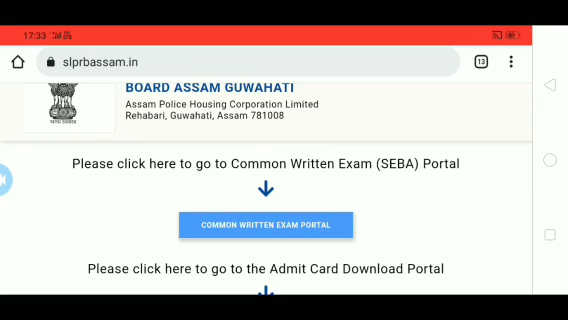 17:33
13
slprbassam.in
BOARD ASSAM GUWAHATI
Assam Police Housing Corporation Limited
Rehabari, Guwahati, Assam 781008
Please click here to go to Common Written Exam (SEBA) Portal
COMMON WRITTEN EXAM PORTAL
Please click here to go to the Admit Card Download Portal